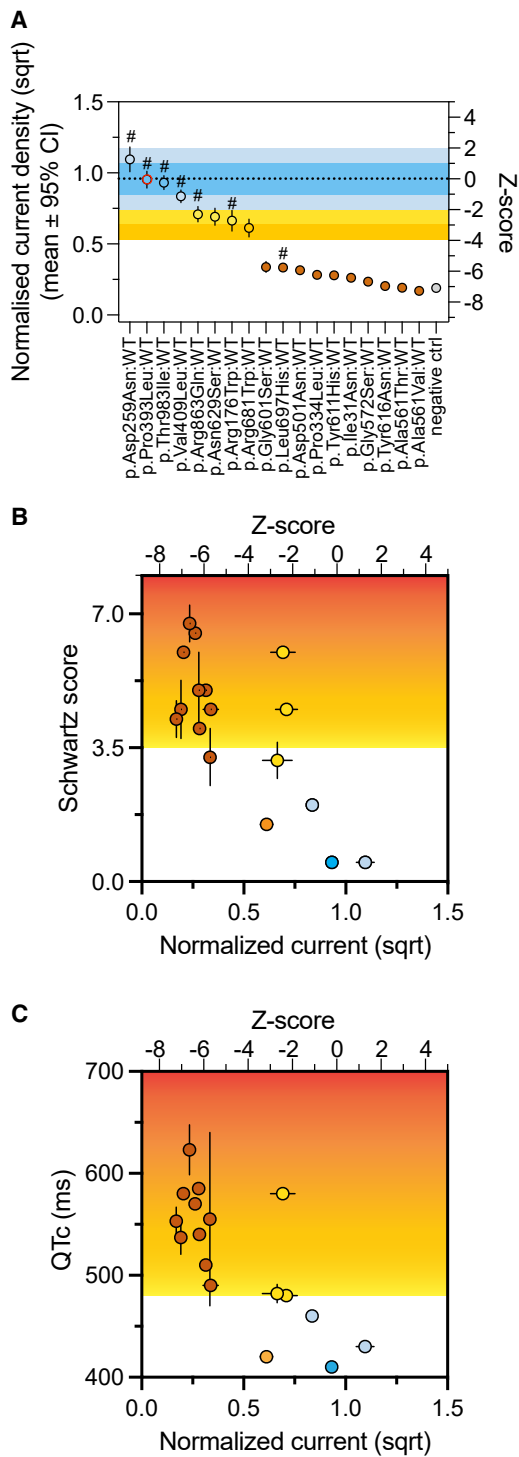 A
Normalised current density (sqrt)
(mean ± 95% CI)
1.5
1.0
0.5
0.0
# # # # # # #
4
2
0
-2
-4
-6
-8
Z-score
p.Asp259Asn:WT
p.Pro393Leu:WT
p.Thr983Ile:WT
p.Val409Leu:WT
p.Arg863Gln:WT
p.Asn629Ser:WT
p.Arg176Trp:WT
p.Arg681Trp:WT
p.Gly601Ser:WT
p.Leu697His:WT
p.Asp501Asn:WT
p.Pro334Leu:WT
p.Tyr611His:WT
p.Ile31Asn:WT
p.Gly572Ser:WT
p.Tyr616Asn:WT
p.Ala561Thr:WT
p.Ala561Val:WT
negative ctrl
B
Z-score
-8 -6 -4 -2 0 2 4
Schwartz score
7.0
3.5
0.0
0.0 0.5 1.0 1.5
Normalized current (sqrt)
C
Z-score
-8 -6 -4 -2 0 2 4
QTc (ms)
700
600
500
400
0.0 0.5 1.0 1.5
Normalized current (sqrt)